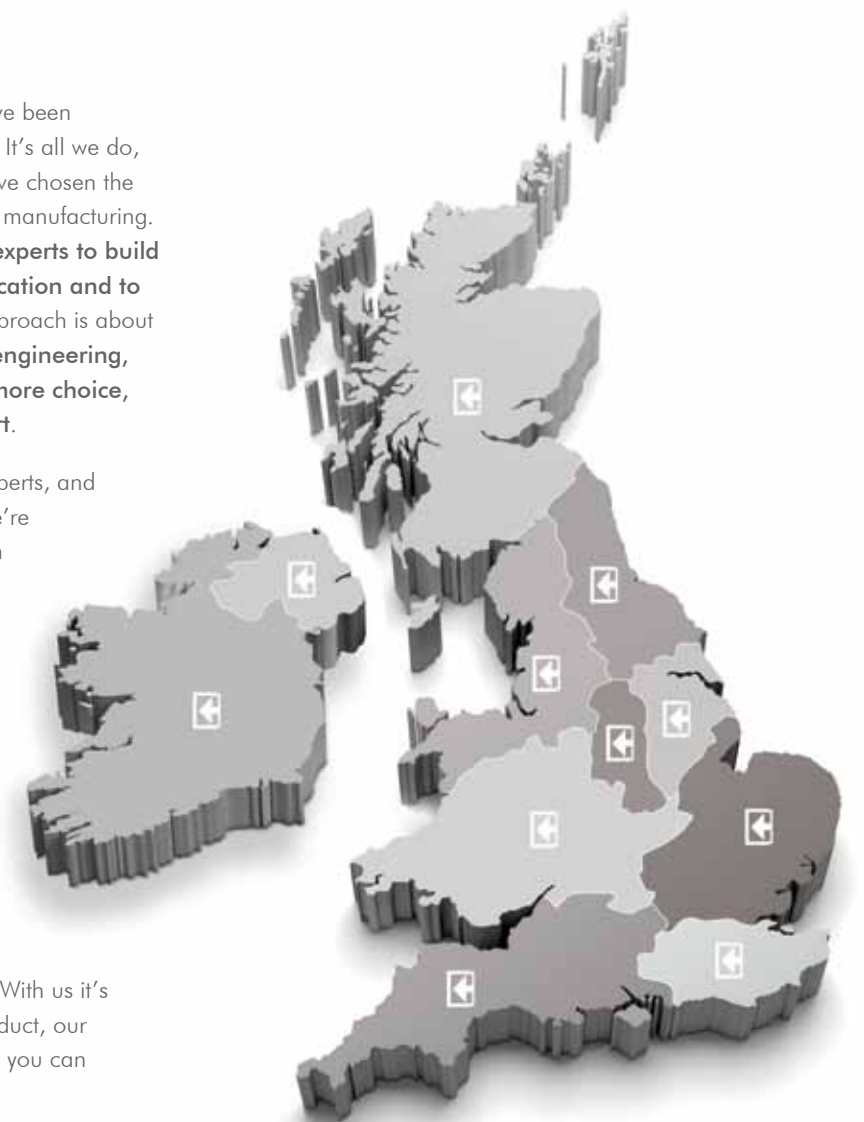 ve been
It’s all we do,
ve chosen the
manufacturing.
experts to build
cation and to
proach is about
engineering,
more choice,
rt.
perts, and
e’re
n
With us it’s
duct, our
you can